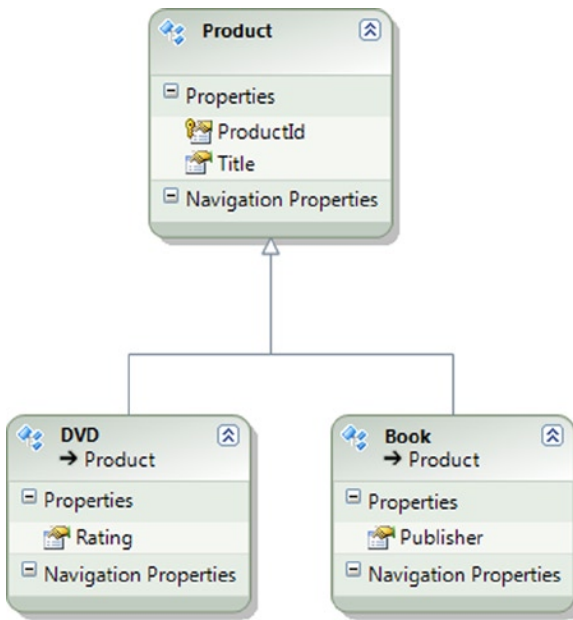 Product
Properties
ProductId
Title
Navigation Properties
DVD
→ Product
Properties
Rating
Navigation Properties
Book
→ Product
Properties
Publisher
Navigation Properties